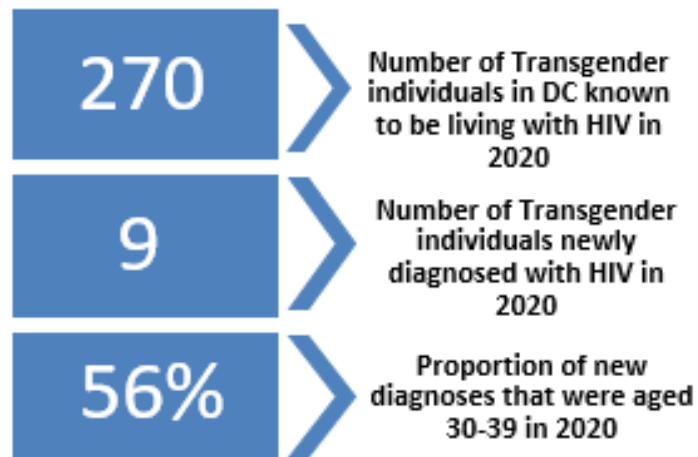 270
Number of Transgender
individuals in DC known
to be living with HIV in
2020
9
Number of Transgender
individuals newly
diagnosed with HIV in
2020
56%
Proportion of new
diagnoses that were aged
30-39 in 2020